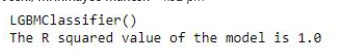 LGBMClassifier()
The R squared value of the model is 1.0